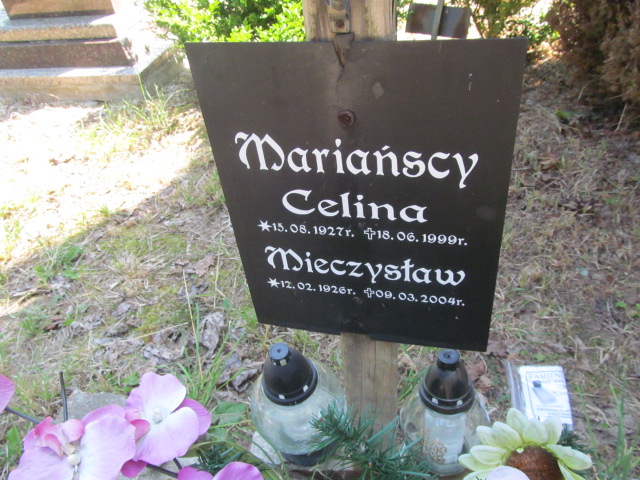 Mariańscy
Celina
*15.08.1927r. ✝18.06.1999r.
Mieczysław
*12.02.1926r. ✝09.03.2004r.